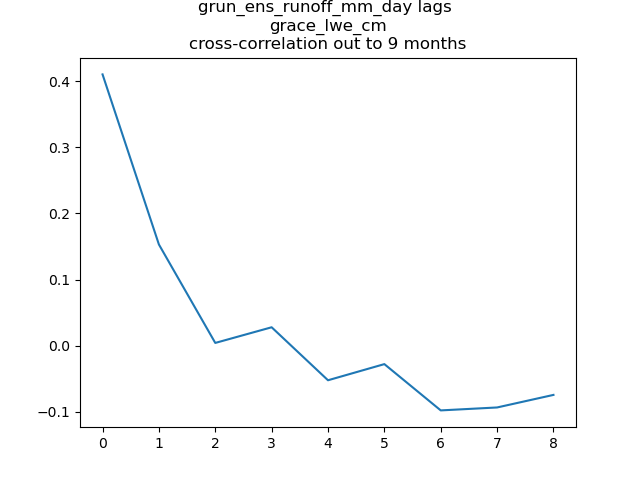 grun_ens_runoff_mm_day lags
grace_lwe_cm
cross-correlation out to 9 months
0.4
0.3
0.2
0.1
0.0
−0.1
0 1 2 3 4 5 6 7 8